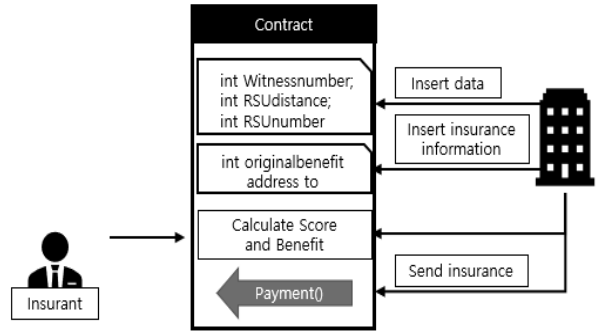 Contract
int Witnessnumber;
int RSUdistance;
int RSUnumber
Insert data
Insert insurance
information
int originalbenefit
address to
Calculate Score
and Benefit
Send insurance
Payment()
Insurant